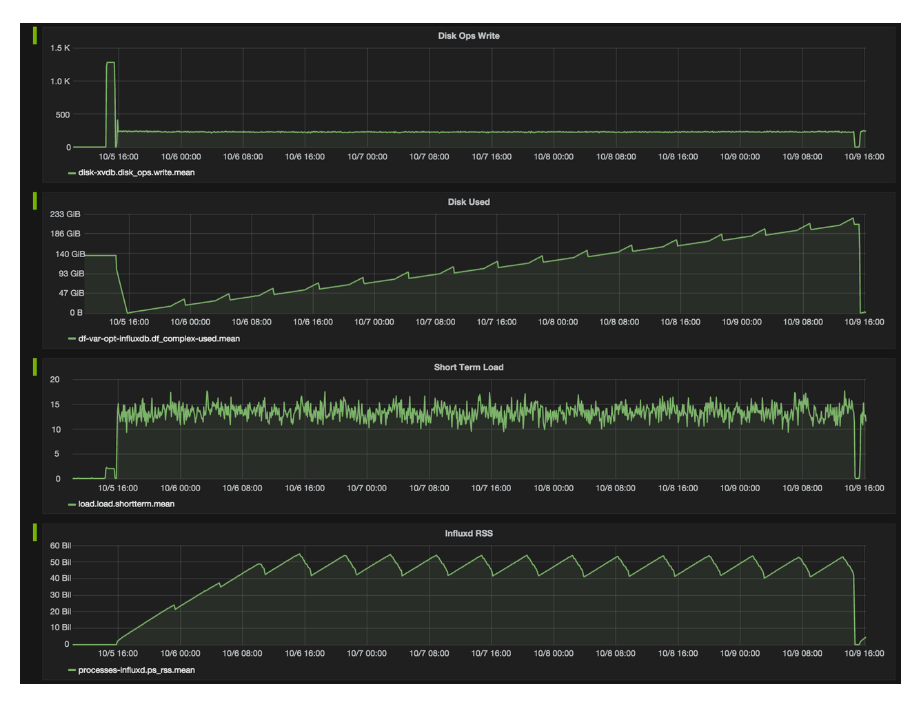 Disk Ops Write
1.5 K
1.0 K
500
0
10/5 16:00 10/6 00:00 10/6 08:00 10/6 16:00 10/7 00:00 10/7 08:00 10/7 16:00 10/8 00:00 10/8 08:00 10/8 16:00 10/9 00:00 10/9 08:00 10/9 16:00
disk-xvdb.disk_ops.write.mean
Disk Used
233 GiB
186 GiB
140 GiB
93 GiB
47 GiB
0 B
10/5 16:00 10/6 00:00 10/6 08:00 10/6 16:00 10/7 00:00 10/7 08:00 10/7 16:00 10/8 00:00 10/8 08:00 10/8 16:00 10/9 00:00 10/9 08:00 10/9 16:00
df-var-opt-influxdb.df_complex-used.mean
Short Term Load
20
15
10
5
0
10/5 16:00 10/6 00:00 10/6 08:00 10/6 16:00 10/7 00:00 10/7 08:00 10/7 16:00 10/8 00:00 10/8 08:00 10/8 16:00 10/9 00:00 10/9 08:00 10/9 16:00
load.load.shortterm.mean
Influxd RSS
60 Bil
50 Bil
40 Bil
30 Bil
20 Bil
10 Bil
0
10/5 16:00 10/6 00:00 10/6 08:00 10/6 16:00 10/7 00:00 10/7 08:00 10/7 16:00 10/8 00:00 10/8 08:00 10/8 16:00 10/9 00:00 10/9 08:00 10/9 16:00
processes-influxd.ps_rss.mean